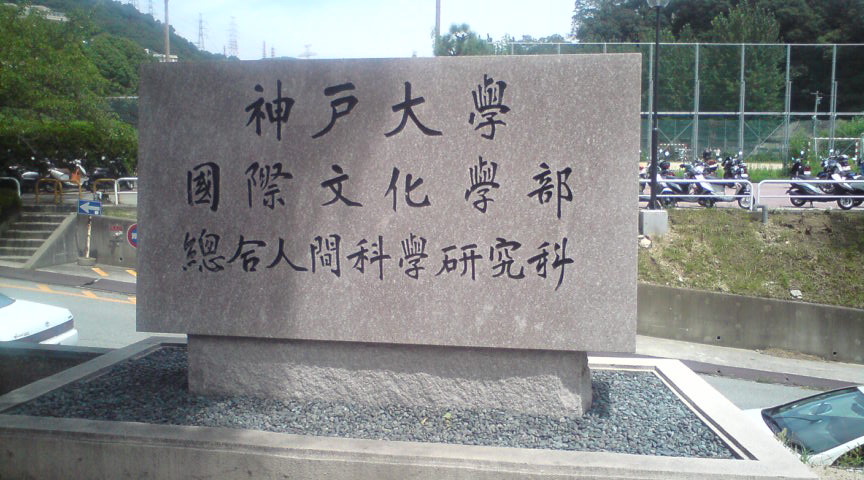 神戸大學
國際文化學部
總合人間科學研究科